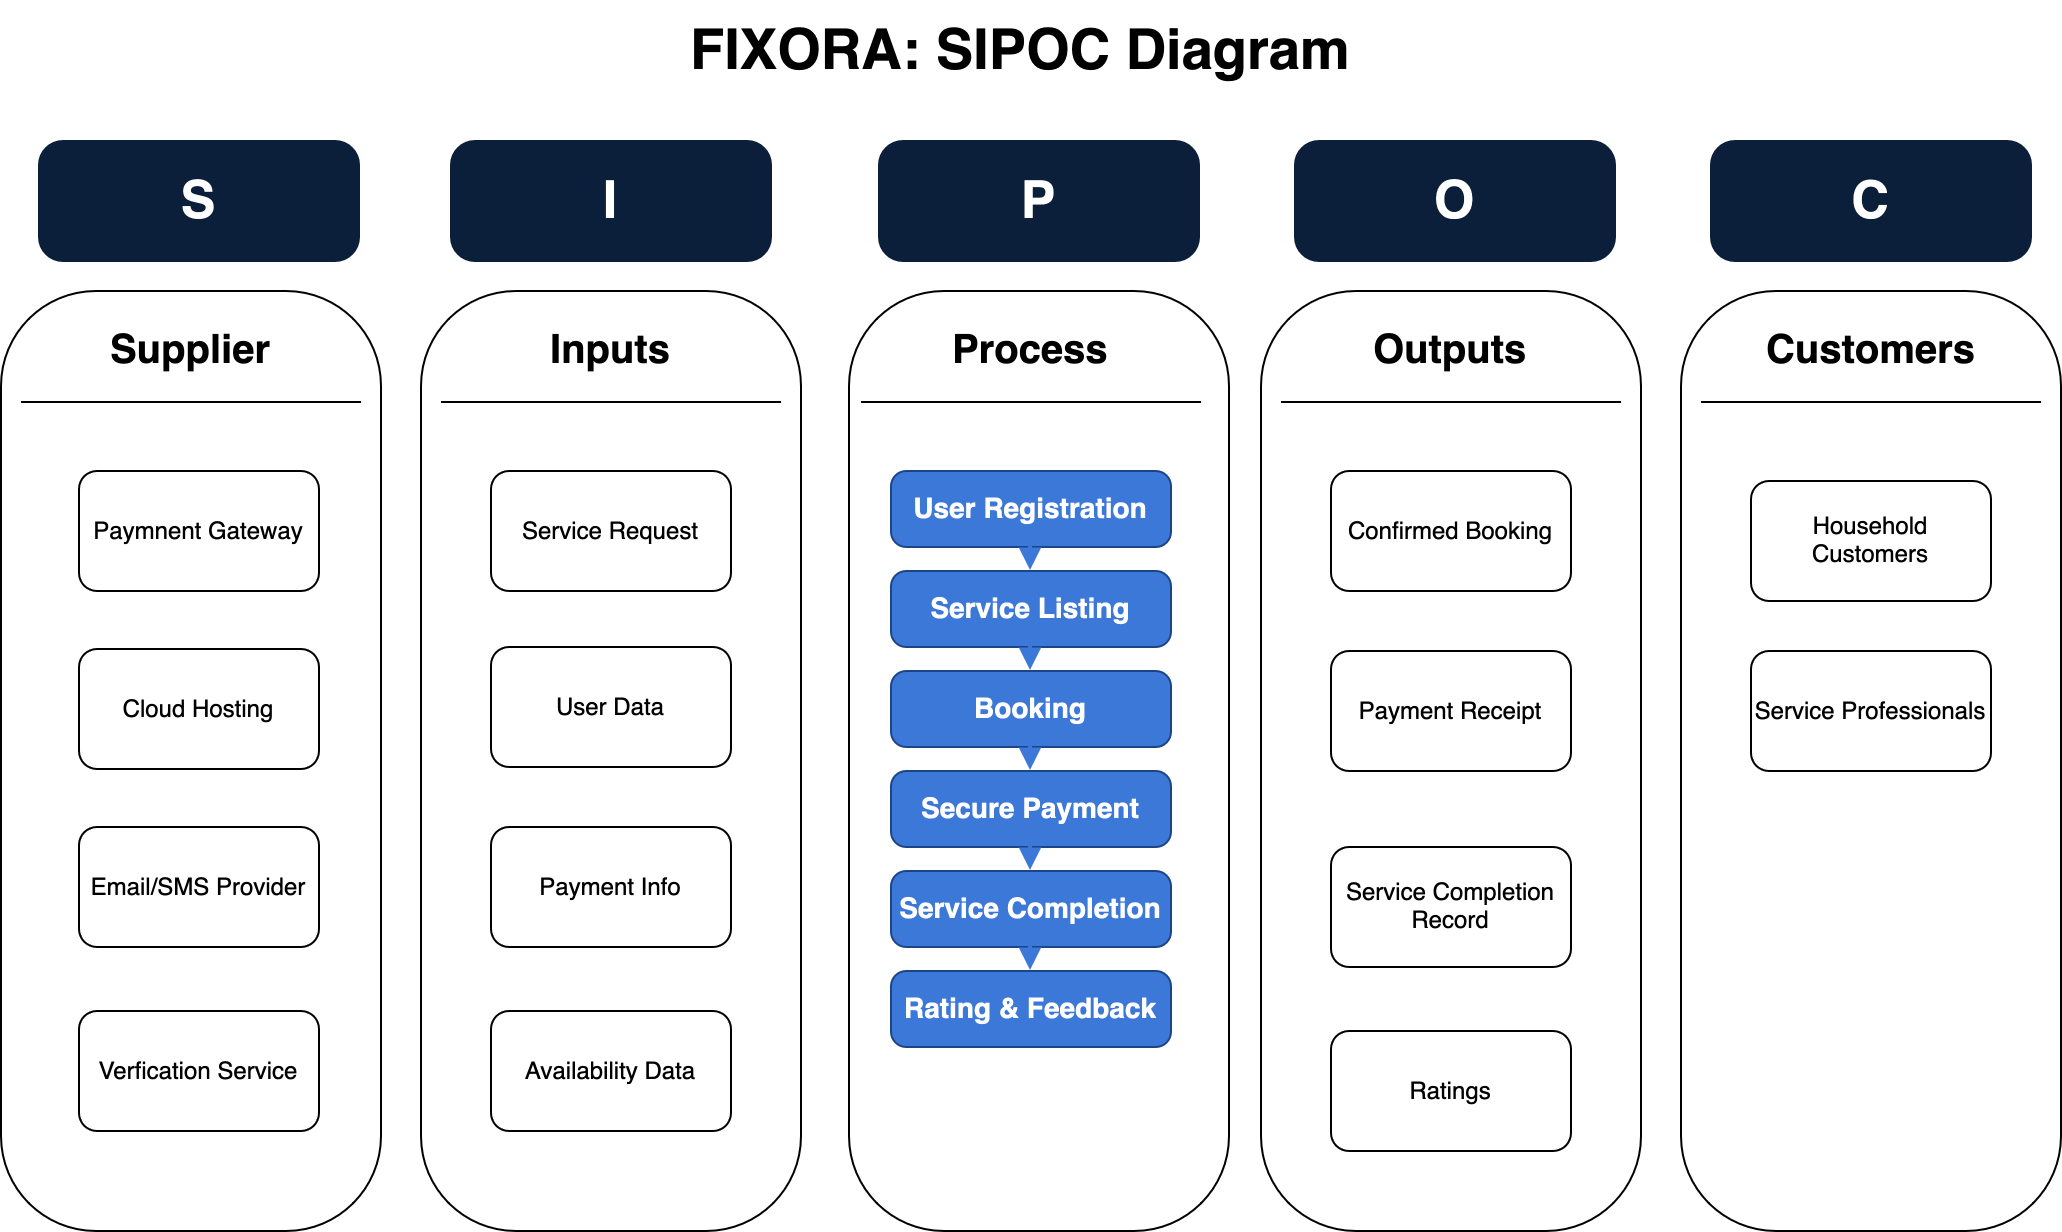 FIXORA: SIPOC Diagram
S
I
P
O
C
Supplier
Paymnent Gateway
Cloud Hosting
Email/SMS Provider
Verfication Service
Inputs
Service Request
User Data
Payment Info
Availability Data
Process
User Registration
Service Listing
Booking
Secure Payment
Service Completion
Rating & Feedback
Outputs
Confirmed Booking
Payment Receipt
Service Completion
Record
Ratings
Customers
Household
Customers
Service Professionals